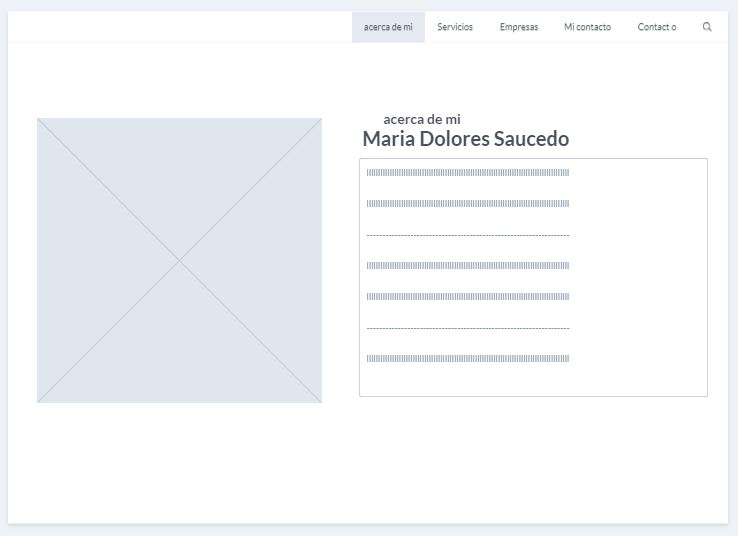 acerca de mi Servicios Empresas Mi contacto Contact o
acerca de mi
Maria Dolores Saucedo